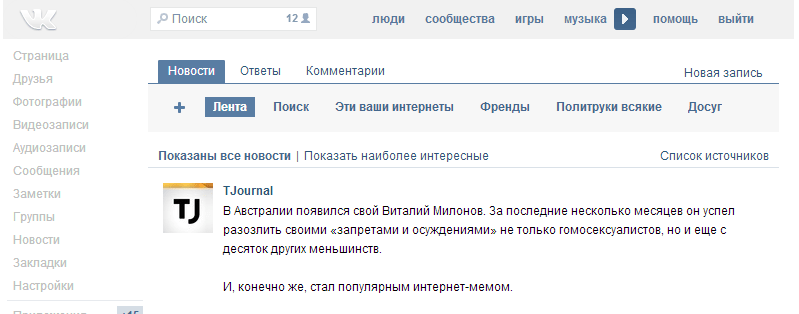 Поиск 12 люди сообщества игры музыка помощь выйти
Страница
Друзья
Фотографии
Видеозаписи
Аудиозаписи
Сообщения
Заметки
Группы
Новости
Закладки
Настройки
Новости Ответы Комментарии Новая запись
+ Лента Поиск Эти ваши интернеты Френды Политруки всякие Досуг
Показаны все новости | Показать наиболее интересные Список источников
TJ
TJournal
В Австралии появился свой Виталий Милонов. За последние несколько месяцев он успел
разозлить своими «запретами и осуждениями» не только гомосексуалистов, но и еще с
десяток других меньшинств.
И, конечно же, стал популярным интернет-мемом.